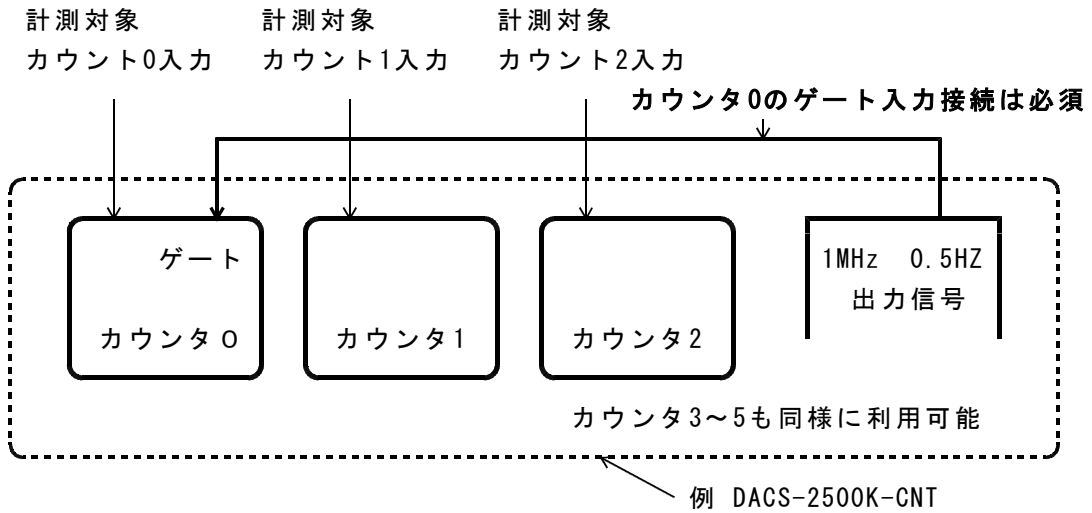 計測対象
カウント0入力
計測対象
カウント1入力
計測対象
カウント2入力
カウンタ0のゲート入力接続は必須
ゲート
カウンタ0
カウンタ1
カウンタ2
1MHz 0.5HZ
出力信号
カウンタ3~5も同様に利用可能
例 DACS-2500K-CNT